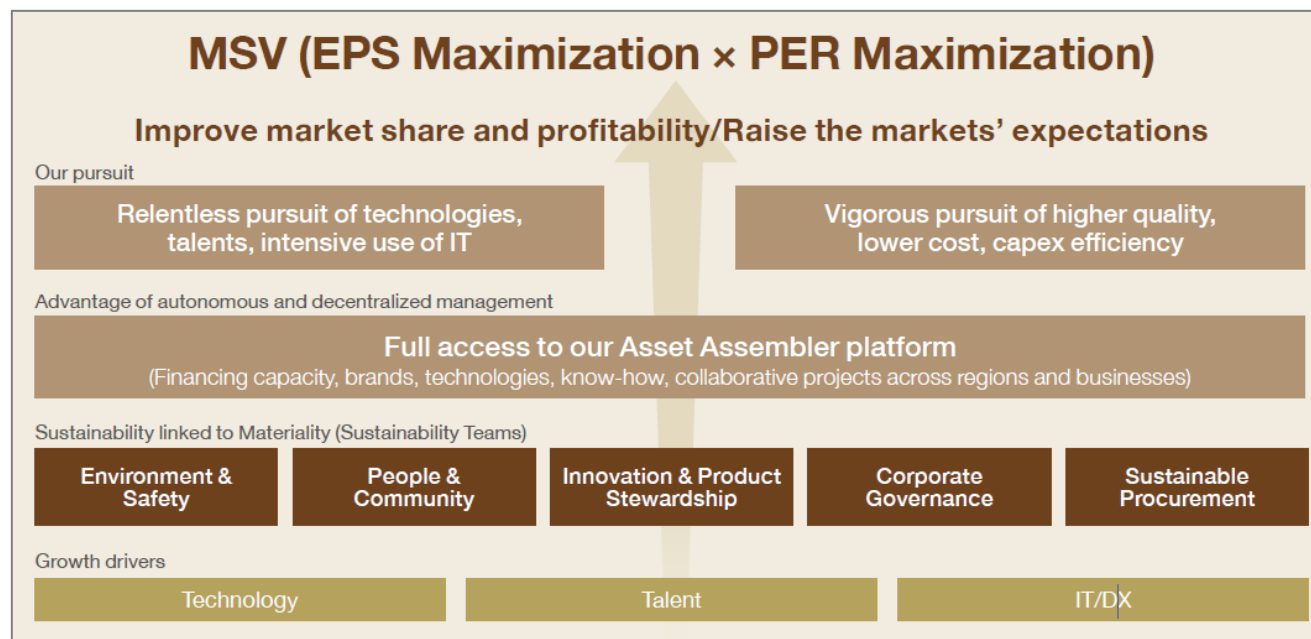 MSV (EPS Maximization × PER Maximization)
Improve market share and profitability/Raise the markets’ expectations
Our pursuit
Relentless pursuit of technologies,
talents, intensive use of IT
Vigorous pursuit of higher quality,
lower cost, capex efficiency
Advantage of autonomous and decentralized management
Full access to our Asset Assembler platform
(Financing capacity, brands, technologies, know-how, collaborative projects across regions and businesses)
Sustainability linked to Materiality (Sustainability Teams)
Environment &
Safety
People &
Community
Innovation & Product
Stewardship
Corporate
Governance
Sustainable
Procurement
Growth drivers
Technology
Talent
IT/DX